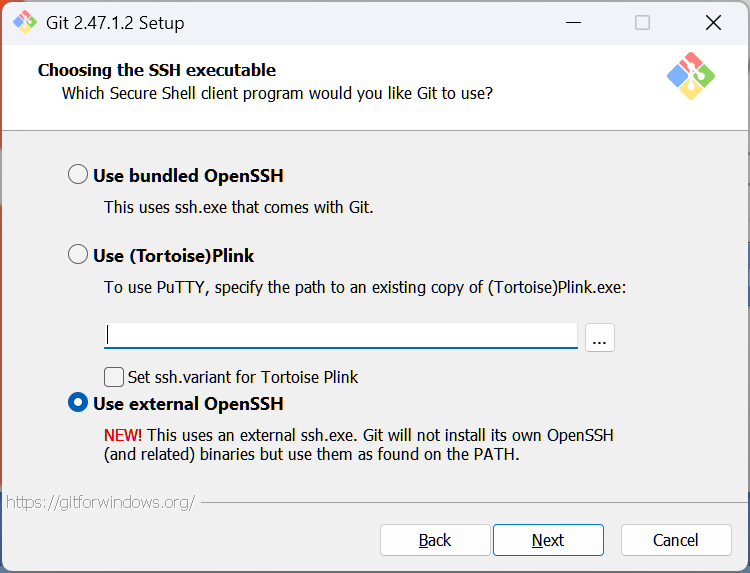 Git 2.47.1.2 Setup
Choosing the SSH executable
Which Secure Shell client program would you like Git to use?
Use bundled OpenSSH
This uses ssh.exe that comes with Git.
Use (Tortoise)Plink
To use PuTTY, specify the path to an existing copy of (Tortoise)Plink.exe:
...
Set ssh.variant for Tortoise Plink
Use external OpenSSH
NEW! This uses an external ssh.exe. Git will not install its own OpenSSH
(and related) binaries but use them as found on the PATH.
https://gitforwindows.org/
Back Next Cancel